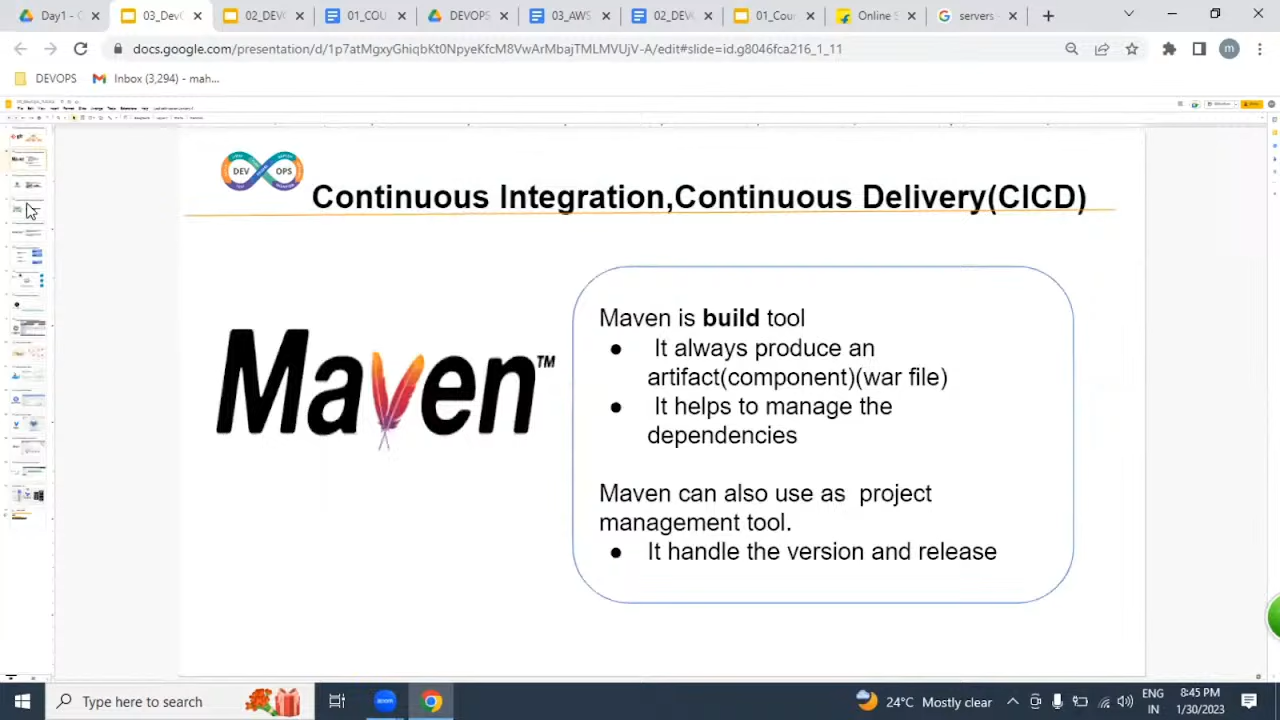 Day1 - C
03_DevC
02_DEVC
01_COU
DEVOPS
03_AWS
02_DEV
01_Cour
Online S
servers -
docs.google.com/presentation/d/1p7atMgxyGhiqbKt0NpyeKfcM8VwArMbajTMLMVUjV-A/edit#slide=id.g8046fca216_1_11
m
DEVOPS
Inbox (3,294) - mah...
DEV
OPS
Continuous Integration,Continuous Delivery(CICD)
Maven™
Maven is build tool
● It always produce an
artifact(component)(war file)
● It helps to manage the
dependencies
Maven can also use as project
management tool.
● It handle the version and release
Type here to search
zoom
24°C Mostly clear
ENG
IN
8:45 PM
1/30/2023